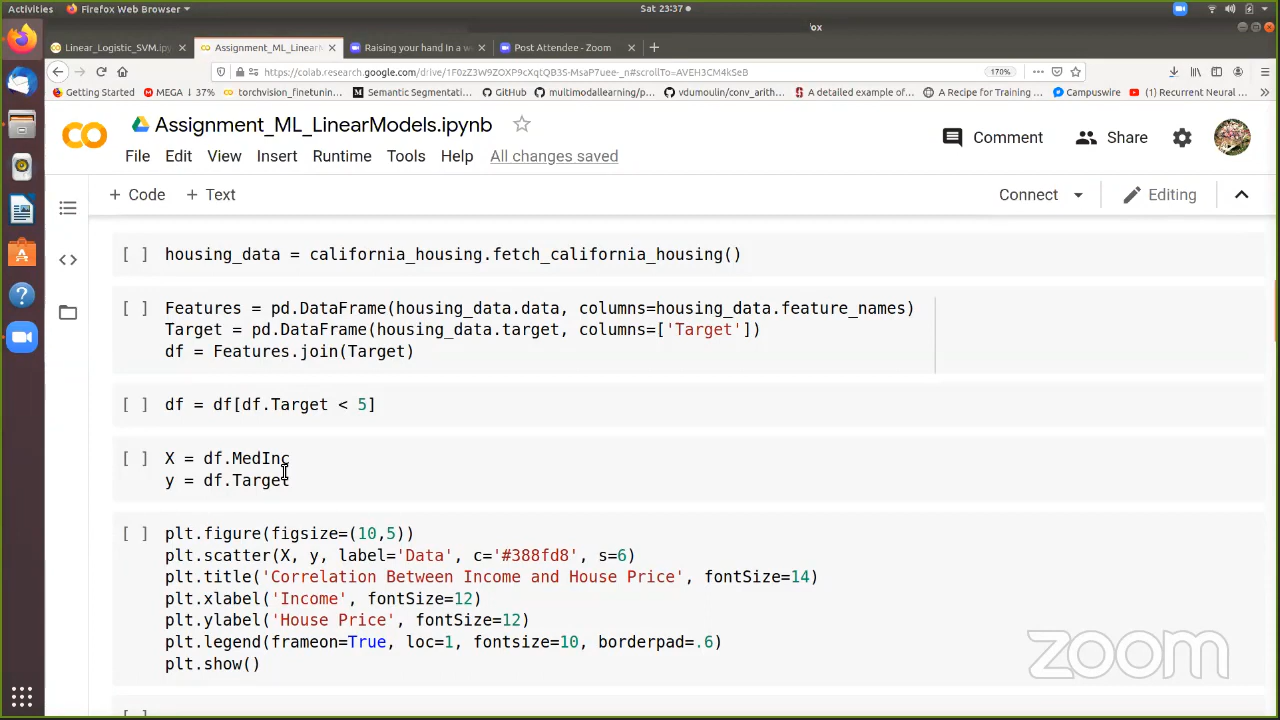 Activities
Firefox Web Browser
Sat 23:37
'ox
Linear_Logistic_SVM.ip
Assignment_ML_Linear
Raising your hand in a w
Post Attendee - Zoom
https://colab.research.google.com/drive/1F0zZ3W9ZOXP9cXqtQB3S-MsaP7uee-_n#scrollTo=AVEH3CM4kSeB
170%
Getting Started
MEGA ↓ 37%
torchvision_finetunin...
Semantic Segmentati...
GitHub
multimodallearning/p...
vdumoulin/conv_arith...
A detailed example of...
A Recipe for Training ...
Campuswire
(1) Recurrent Neural ...
Assignment_ML_LinearModels.ipynb
Comment
Share
File
Edit
View
Insert
Runtime
Tools
Help
All changes saved
+ Code
+ Text
Connect
Editing
[ ] housing_data = california_housing.fetch_california_housing()
[ ] Features = pd.DataFrame(housing_data.data, columns=housing_data.feature_names)
Target = pd.DataFrame(housing_data.target, columns=['Target'])
df = Features.join(Target)
[ ] df = df[df.Target < 5]
[ ] X = df.MedInc
y = df.Target
[ ] plt.figure(figsize=(10,5))
plt.scatter(X, y, label='Data', c='#388fd8', s=6)
plt.title('Correlation Between Income and House Price', fontSize=14)
plt.xlabel('Income', fontSize=12)
plt.ylabel('House Price', fontSize=12)
plt.legend(frameon=True, loc=1, fontsize=10, borderpad=.6)
plt.show()
zoom